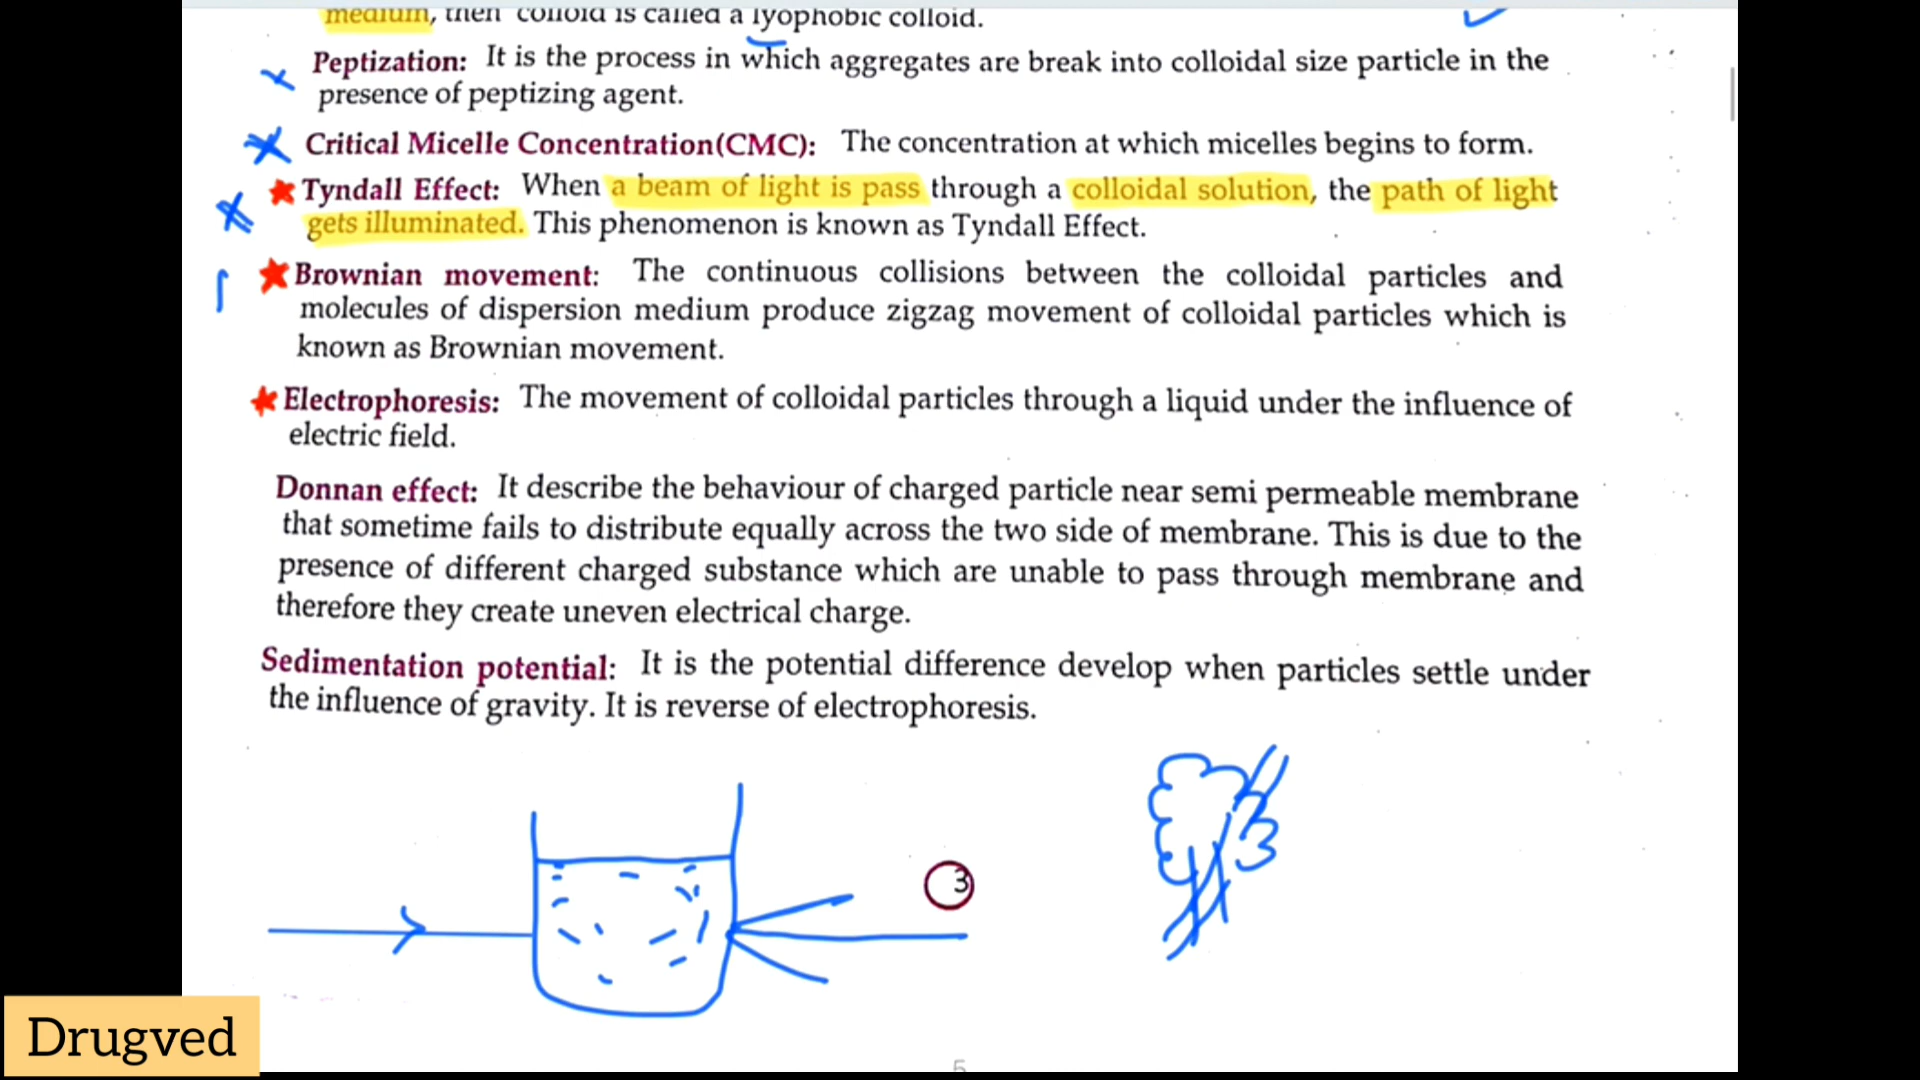 medium, then colloid is called a lyophobic colloid.
Peptization: It is the process in which aggregates are break into colloidal size particle in the
presence of peptizing agent.
Critical Micelle Concentration(CMC): The concentration at which micelles begins to form.
Tyndall Effect: When a beam of light is pass through a colloidal solution, the path of light
gets illuminated. This phenomenon is known as Tyndall Effect.
Brownian movement: The continuous collisions between the colloidal particles and
molecules of dispersion medium produce zigzag movement of colloidal particles which is
known as Brownian movement.
Electrophoresis: The movement of colloidal particles through a liquid under the influence of
electric field.
Donnan effect: It describe the behaviour of charged particle near semi permeable membrane
that sometime fails to distribute equally across the two side of membrane. This is due to the
presence of different charged substance which are unable to pass through membrane and
therefore they create uneven electrical charge.
Sedimentation potential: It is the potential difference develop when particles settle under
the influence of gravity. It is reverse of electrophoresis.
3
Drugved